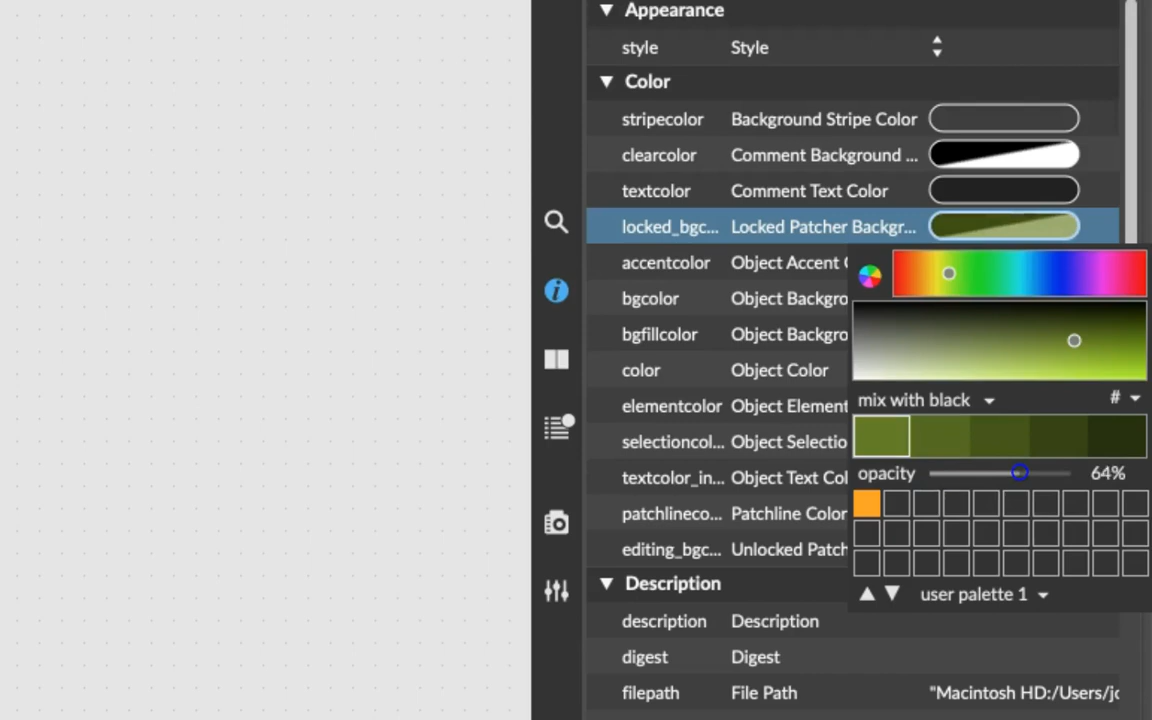 ▼ Appearance
style Style
▼ Color
stripecolor Background Stripe Color
clearcolor Comment Background ...
textcolor Comment Text Color
locked_bgc... Locked Patcher Backgr...
accentcolor Object Accent
bgcolor Object Backgro
bgfillcolor Object Backgro
color Object Color
elementcolor Object Element
selectioncol... Object Selectio
textcolor_in... Object Text Col
patchlineco... Patchline Color
editing_bgc... Unlocked Patch
mix with black #
opacity 64%
user palette 1
▼ Description
description Description
digest Digest
filepath File Path "Macintosh HD:/Users/jo